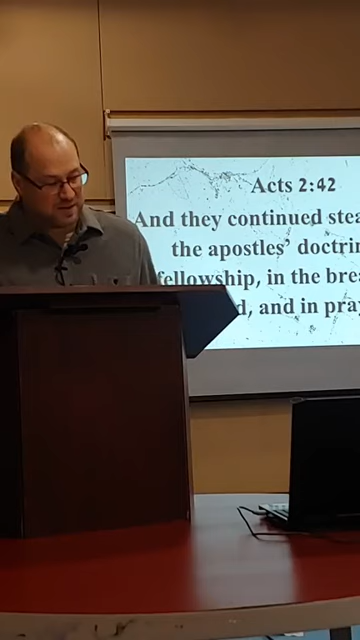 Acts 2:42
And they continued stea
the apostles' doctrin
fellowship, in the brea
d, and in pray